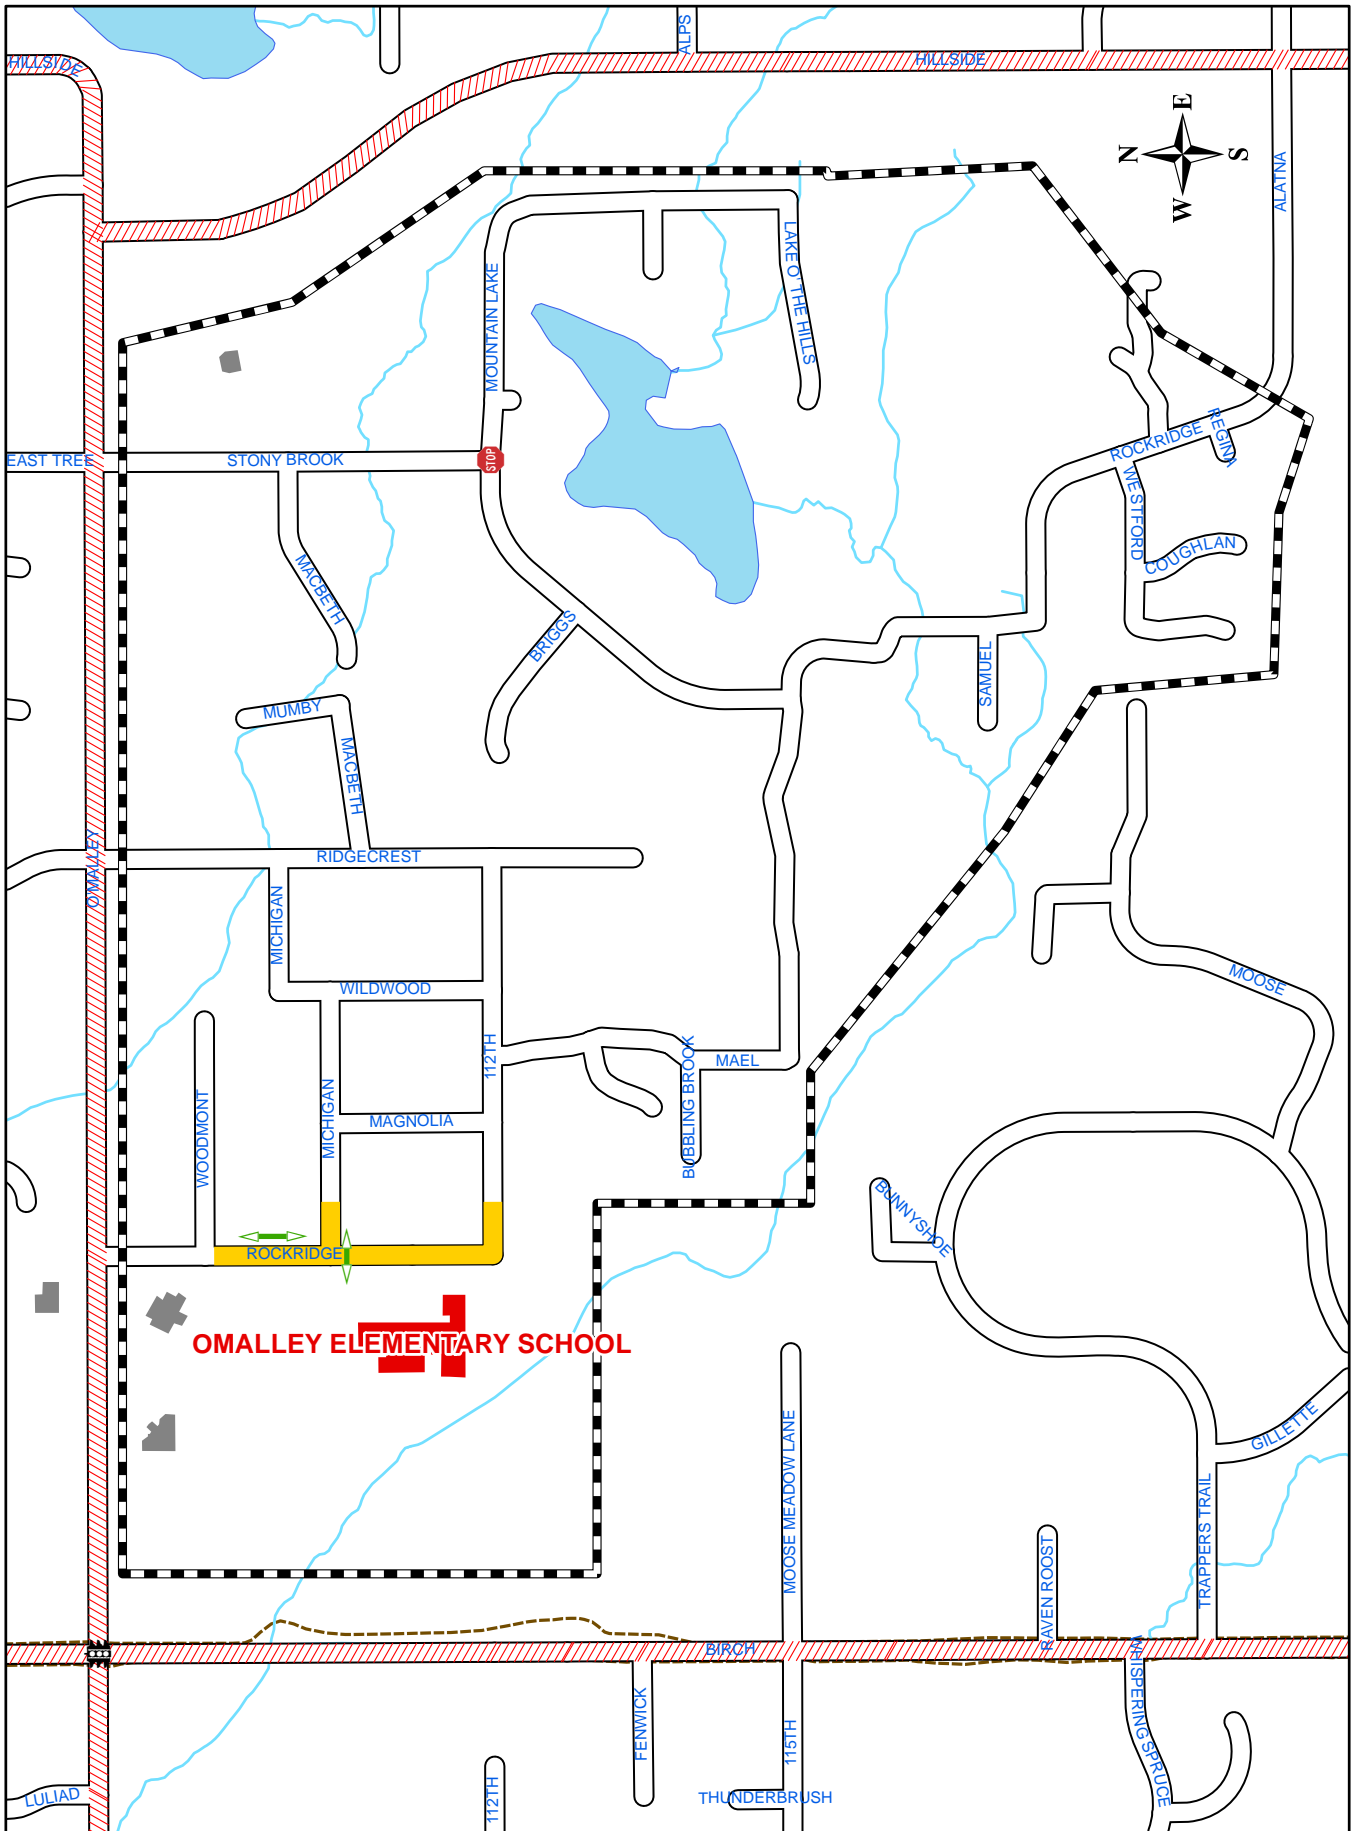 ALPS
HILLSIDE
HILLSIDE
E
N
S
W
ALATNA
LAKE O' THE HILLS
MOUNTAIN LAKE
REGINA
ROCKRIDGE
EAST TREE
STONY BROOK
STOP
WESTFORD
COUGHLAN
MACBETH
BRIGGS
SAMUEL
MUMBY
MACBETH
OMALLEY
RIDGECREST
MICHIGAN
WILDWOOD
MOOSE
112TH
BUBBLING BROOK
MAEL
WOODMONT
MICHIGAN
MAGNOLIA
BUNNYSHOE
ROCKRIDGE
OMALLEY ELEMENTARY SCHOOL
MOOSE MEADOW LANE
GILLETTE
TRAPPERS TRAIL
RAVEN ROOST
BIRCH
WHISPERING SPRUCE
FENWICK
115TH
LULIAD
112TH
THUNDERBRUSH